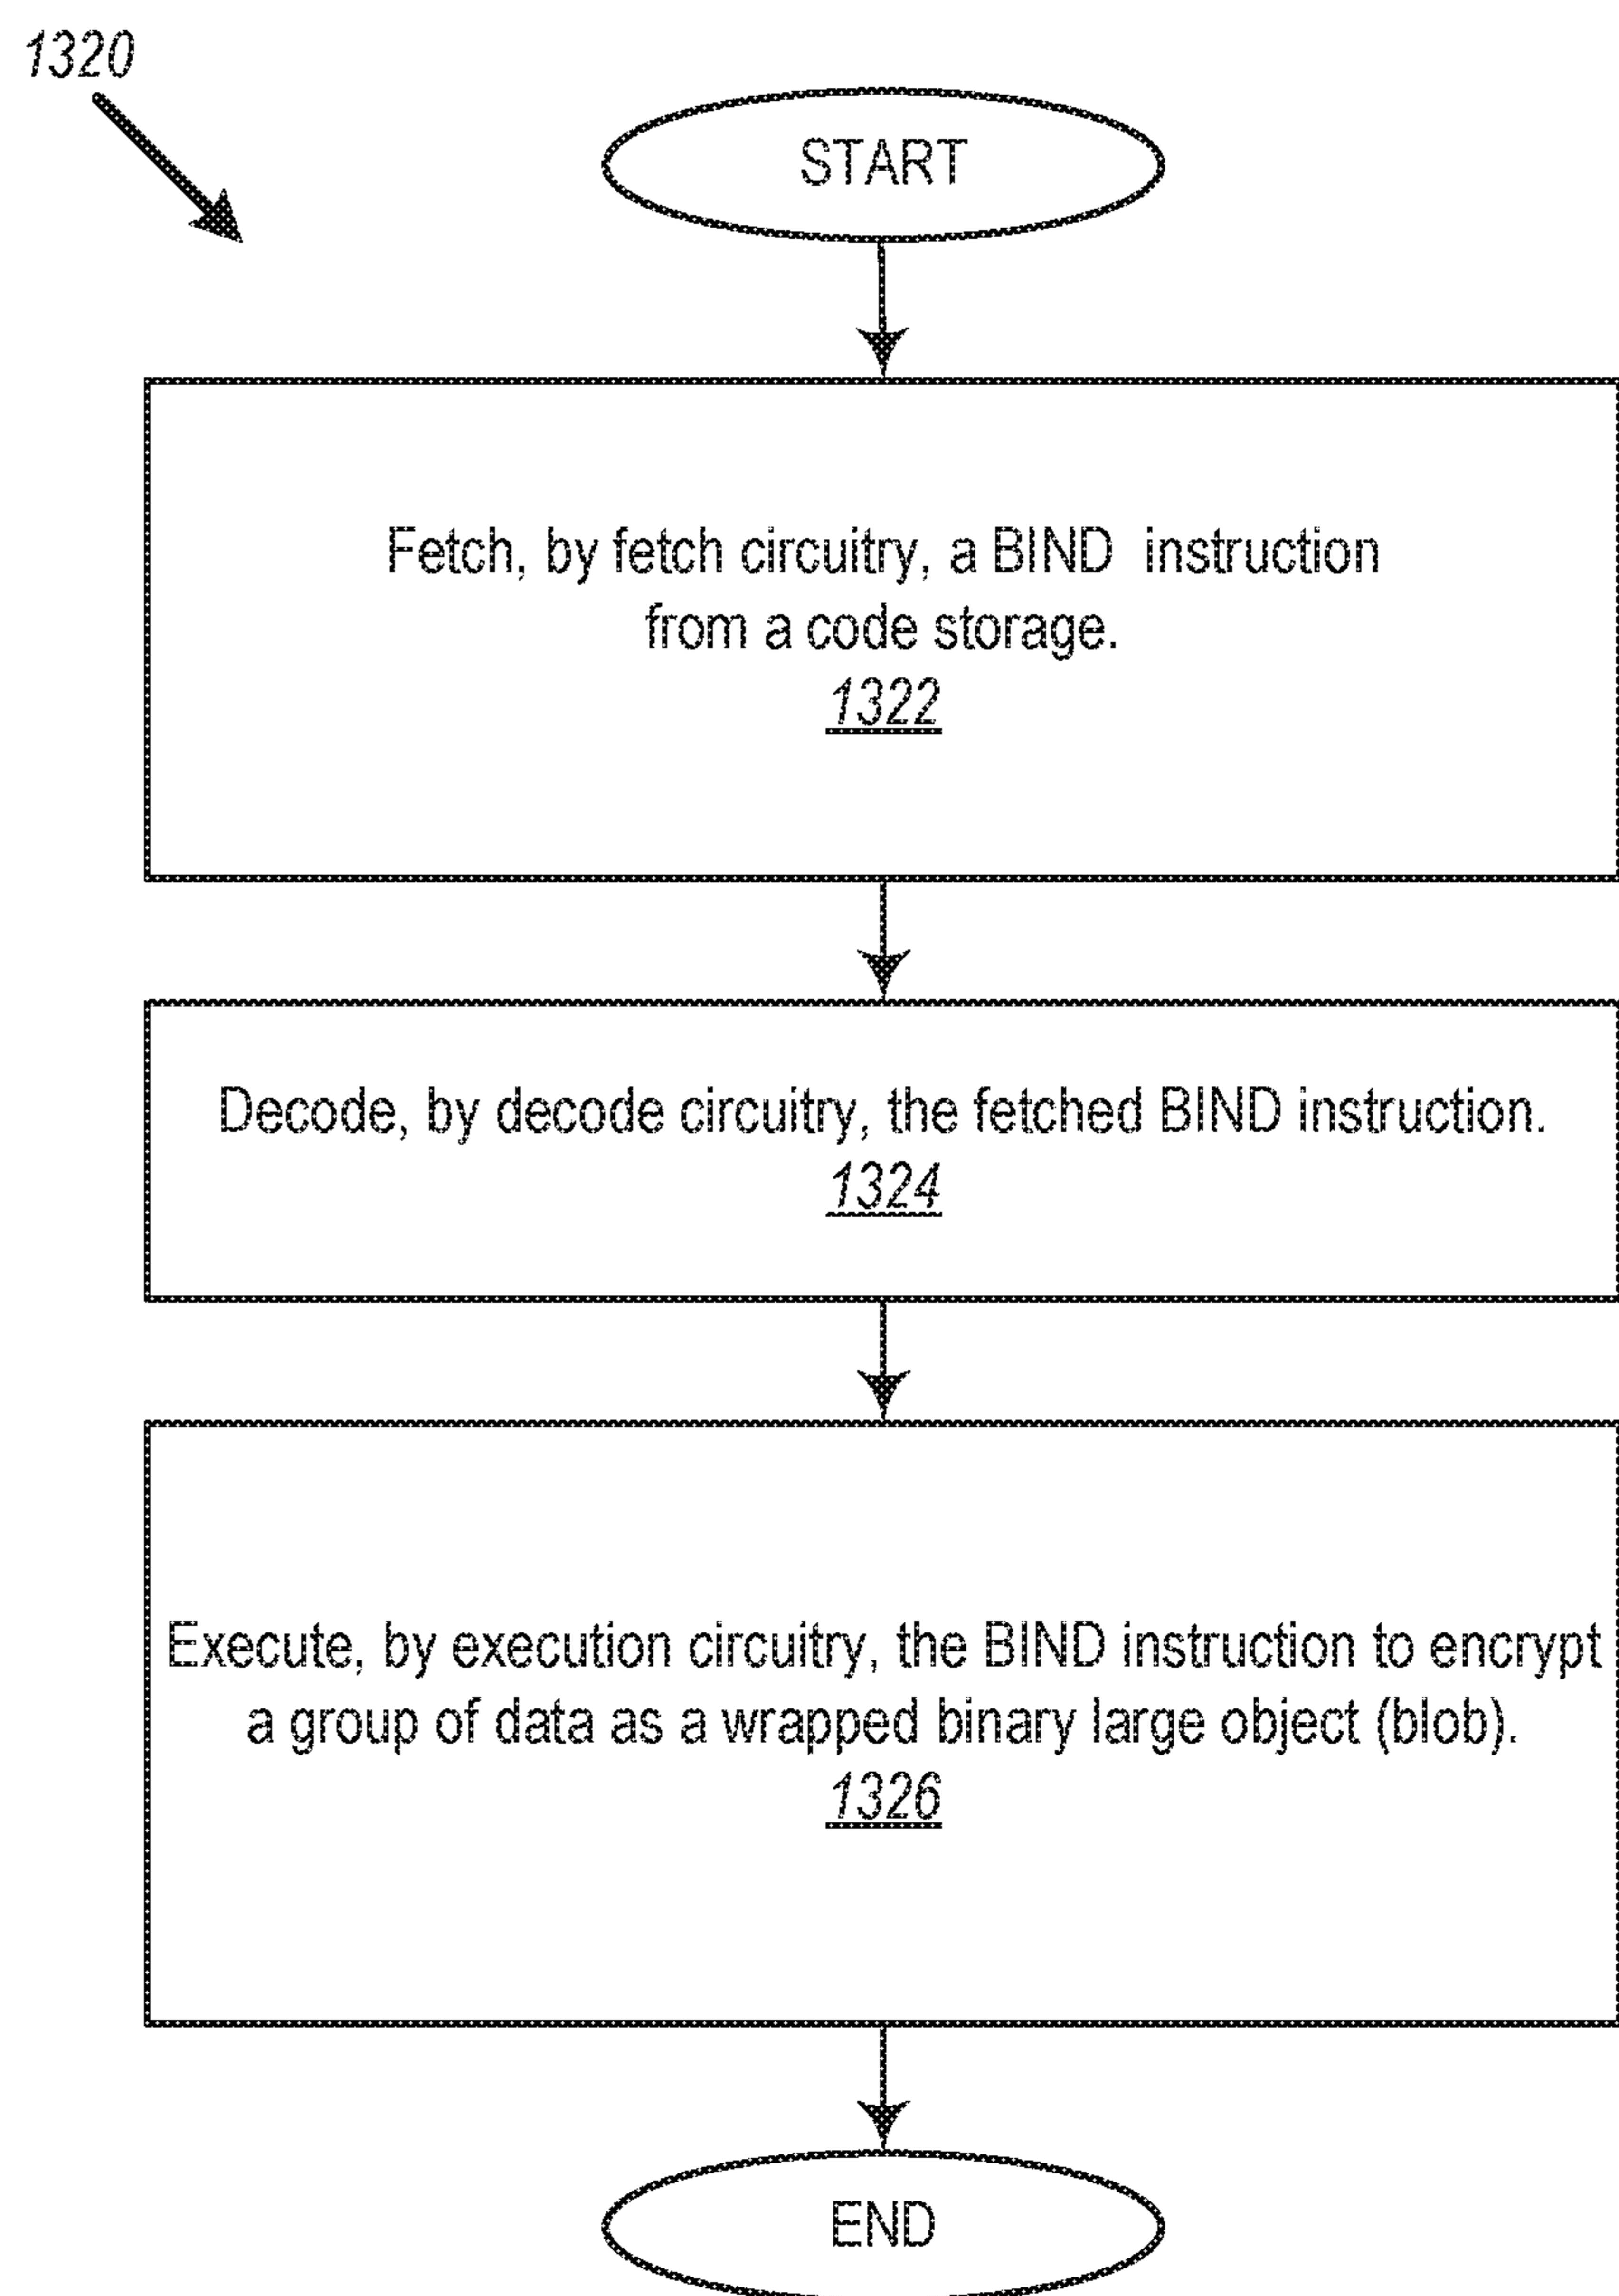 1320
START
Fetch, by fetch circuitry, a BIND instruction
from a code storage.
1322
Decode, by decode circuitry, the fetched BIND instruction.
1324
Execute, by execution circuitry, the BIND instruction to encrypt
a group of data as a wrapped binary large object (blob).
1326
END